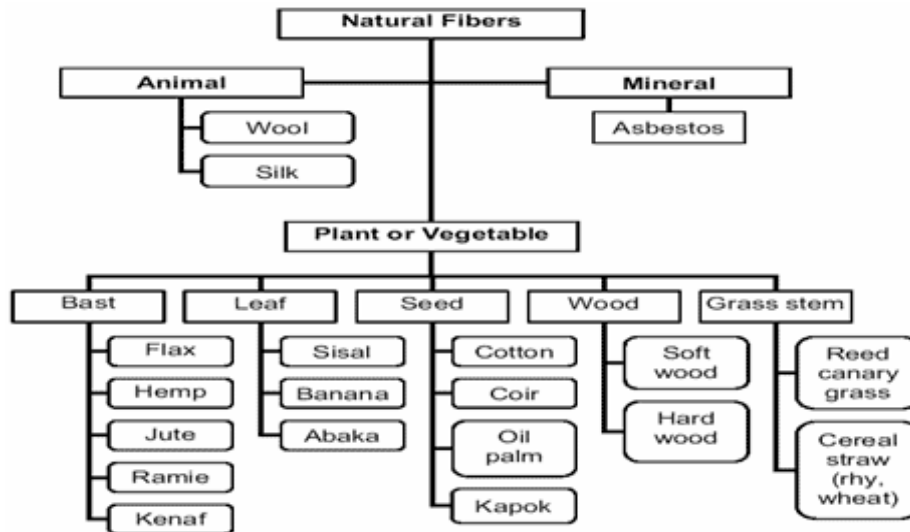 Natural Fibers
Animal
Mineral
Wool
Asbestos
Silk
Plant or Vegetable
Bast
Leaf
Seed
Wood
Grass stem
Flax
Hemp
Jute
Ramie
Kenaf
Sisal
Banana
Abaka
Cotton
Coir
Oil
palm
Kapok
Soft
wood
Hard
wood
Reed
canary
grass
Cereal
straw
(rhy,
wheat)